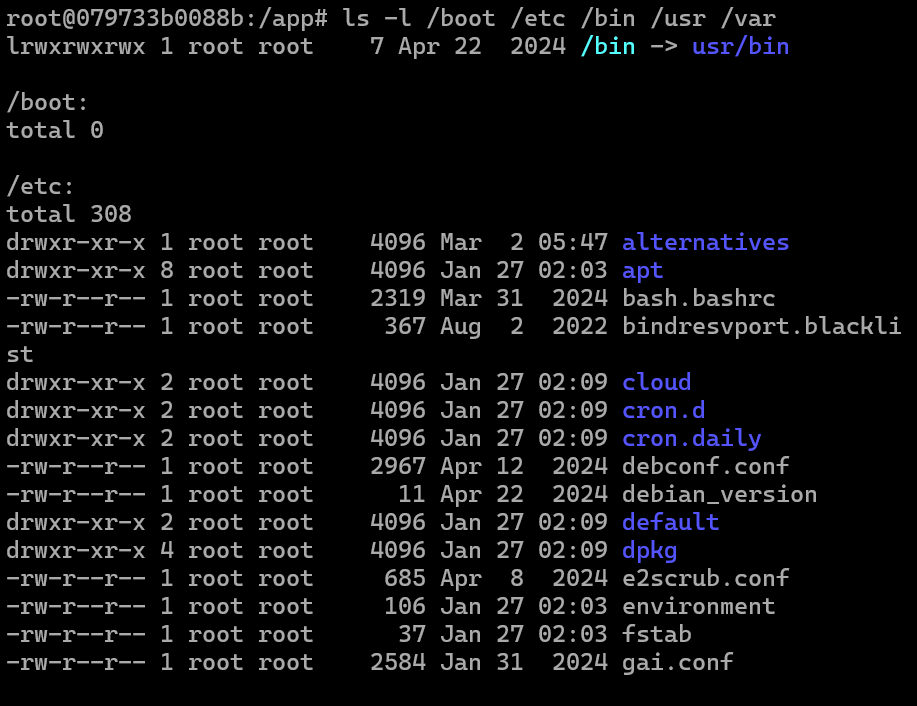 root@079733b0088b:/app# ls -l /boot /etc /bin /usr /var
lrwxrwxrwx 1 root root    7 Apr 22  2024 /bin -> usr/bin

/boot:
total 0

/etc:
total 308
drwxr-xr-x 1 root root    4096 Mar  2 05:47 alternatives
drwxr-xr-x 8 root root    4096 Jan 27 02:03 apt
-rw-r--r-- 1 root root    2319 Mar 31  2024 bash.bashrc
-rw-r--r-- 1 root root     367 Aug  2  2022 bindresvport.blackli
st
drwxr-xr-x 2 root root    4096 Jan 27 02:09 cloud
drwxr-xr-x 2 root root    4096 Jan 27 02:09 cron.d
drwxr-xr-x 2 root root    4096 Jan 27 02:09 cron.daily
-rw-r--r-- 1 root root    2967 Apr 12  2024 debconf.conf
-rw-r--r-- 1 root root      11 Apr 22  2024 debian_version
drwxr-xr-x 2 root root    4096 Jan 27 02:09 default
drwxr-xr-x 4 root root    4096 Jan 27 02:09 dpkg
-rw-r--r-- 1 root root     685 Apr  8  2024 e2scrub.conf
-rw-r--r-- 1 root root     106 Jan 27 02:03 environment
-rw-r--r-- 1 root root      37 Jan 27 02:03 fstab
-rw-r--r-- 1 root root    2584 Jan 31  2024 gai.conf